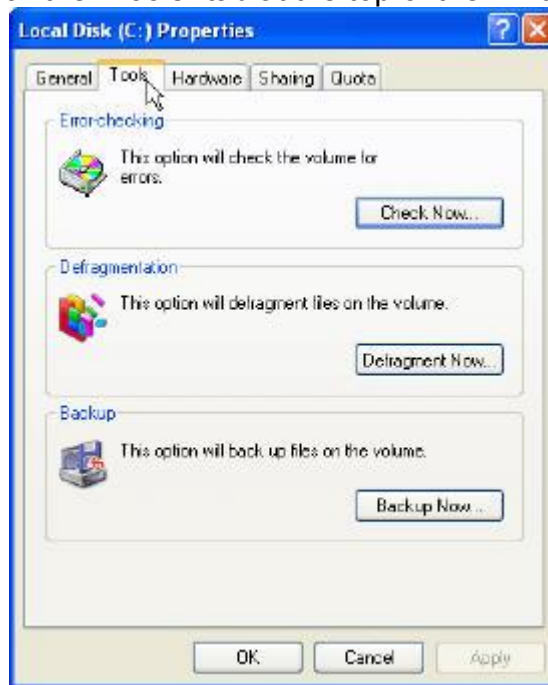 Local Disk (C:) Properties
General Tools Hardware Sharing Quota
Error-checking
This option will check the volume for
errors.
Check Now...
Defragmentation
This option will defragment files on the volume.
Defragment Now...
Backup
This option will back up files on the volume.
Backup Now...
OK Cancel Apply